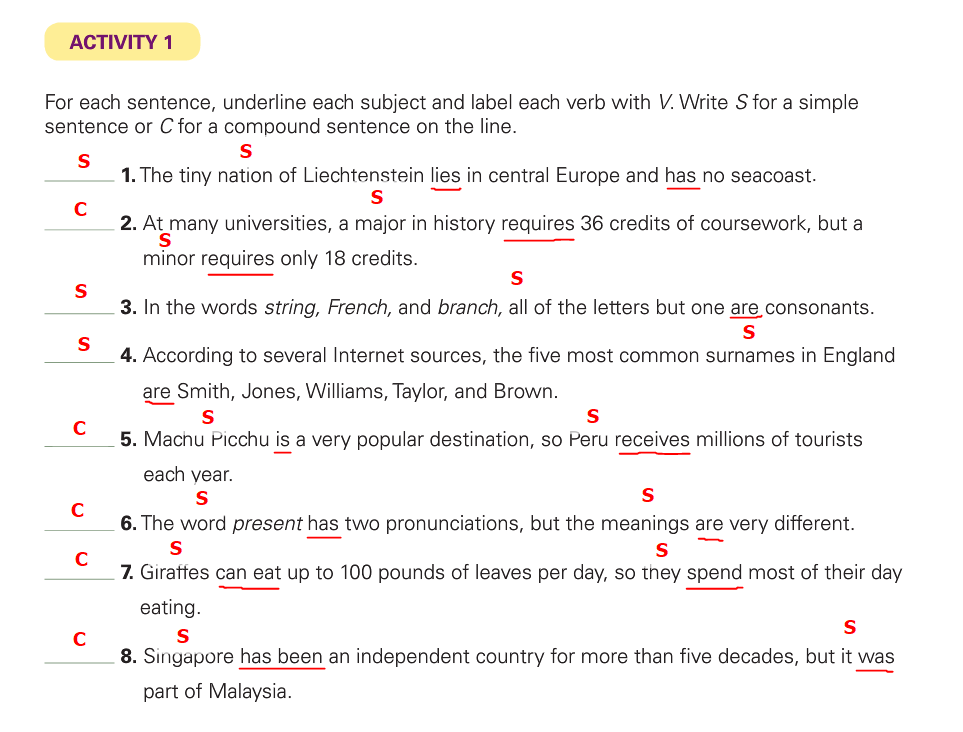 ACTIVITY 1
For each sentence, underline each subject and label each verb with V. Write S for a simple
sentence or C for a compound sentence on the line.
S
S 1. The tiny nation of Liechtenstein lies in central Europe and has no seacoast.
S
C 2. At many universities, a major in history requires 36 credits of coursework, but a
S
minor requires only 18 credits.
S
S 3. In the words string, French, and branch, all of the letters but one are consonants.
S
S 4. According to several Internet sources, the five most common surnames in England
are Smith, Jones, Williams, Taylor, and Brown.
S S
C 5. Machu Picchu is a very popular destination, so Peru receives millions of tourists
each year.
S S
C 6. The word present has two pronunciations, but the meanings are very different.
S S
C 7. Giraffes can eat up to 100 pounds of leaves per day, so they spend most of their day
eating.
S S
C 8. Singapore has been an independent country for more than five decades, but it was
part of Malaysia.